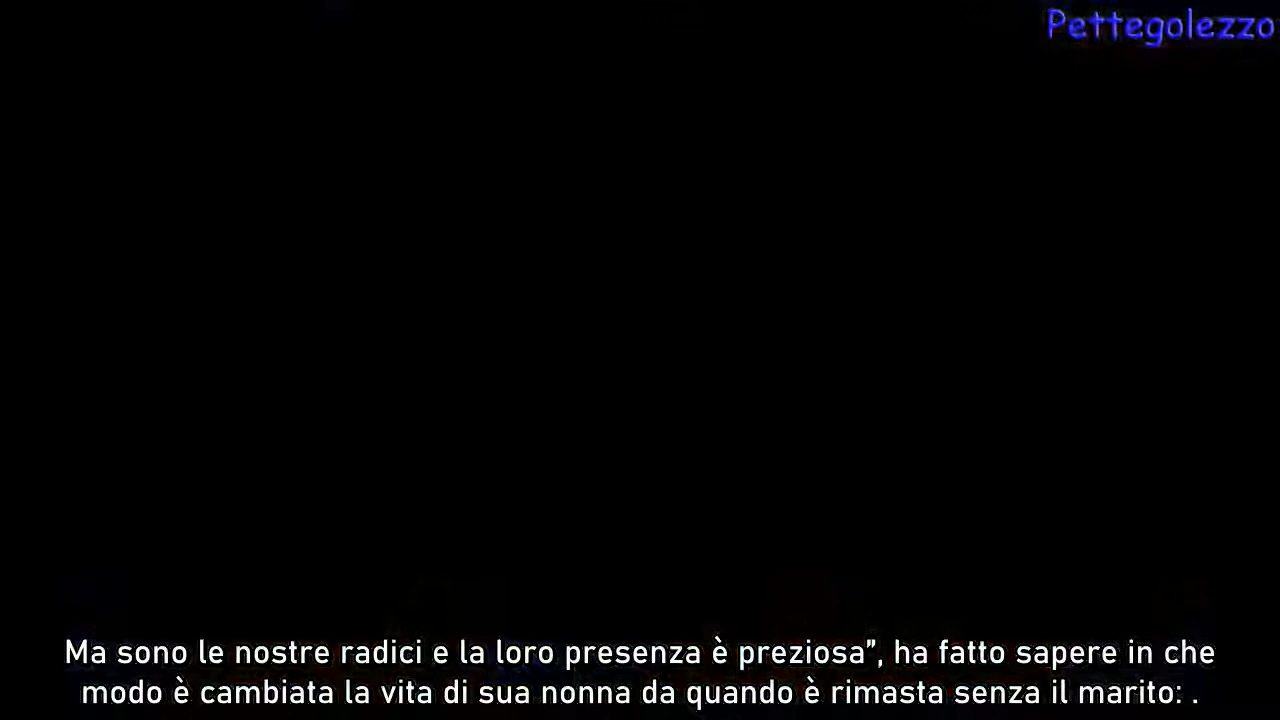 Pettegolezzo
Ma sono le nostre radici e la loro presenza è preziosa”, ha fatto sapere in che
modo è cambiata la vita di sua nonna da quando è rimasta senza il marito: .